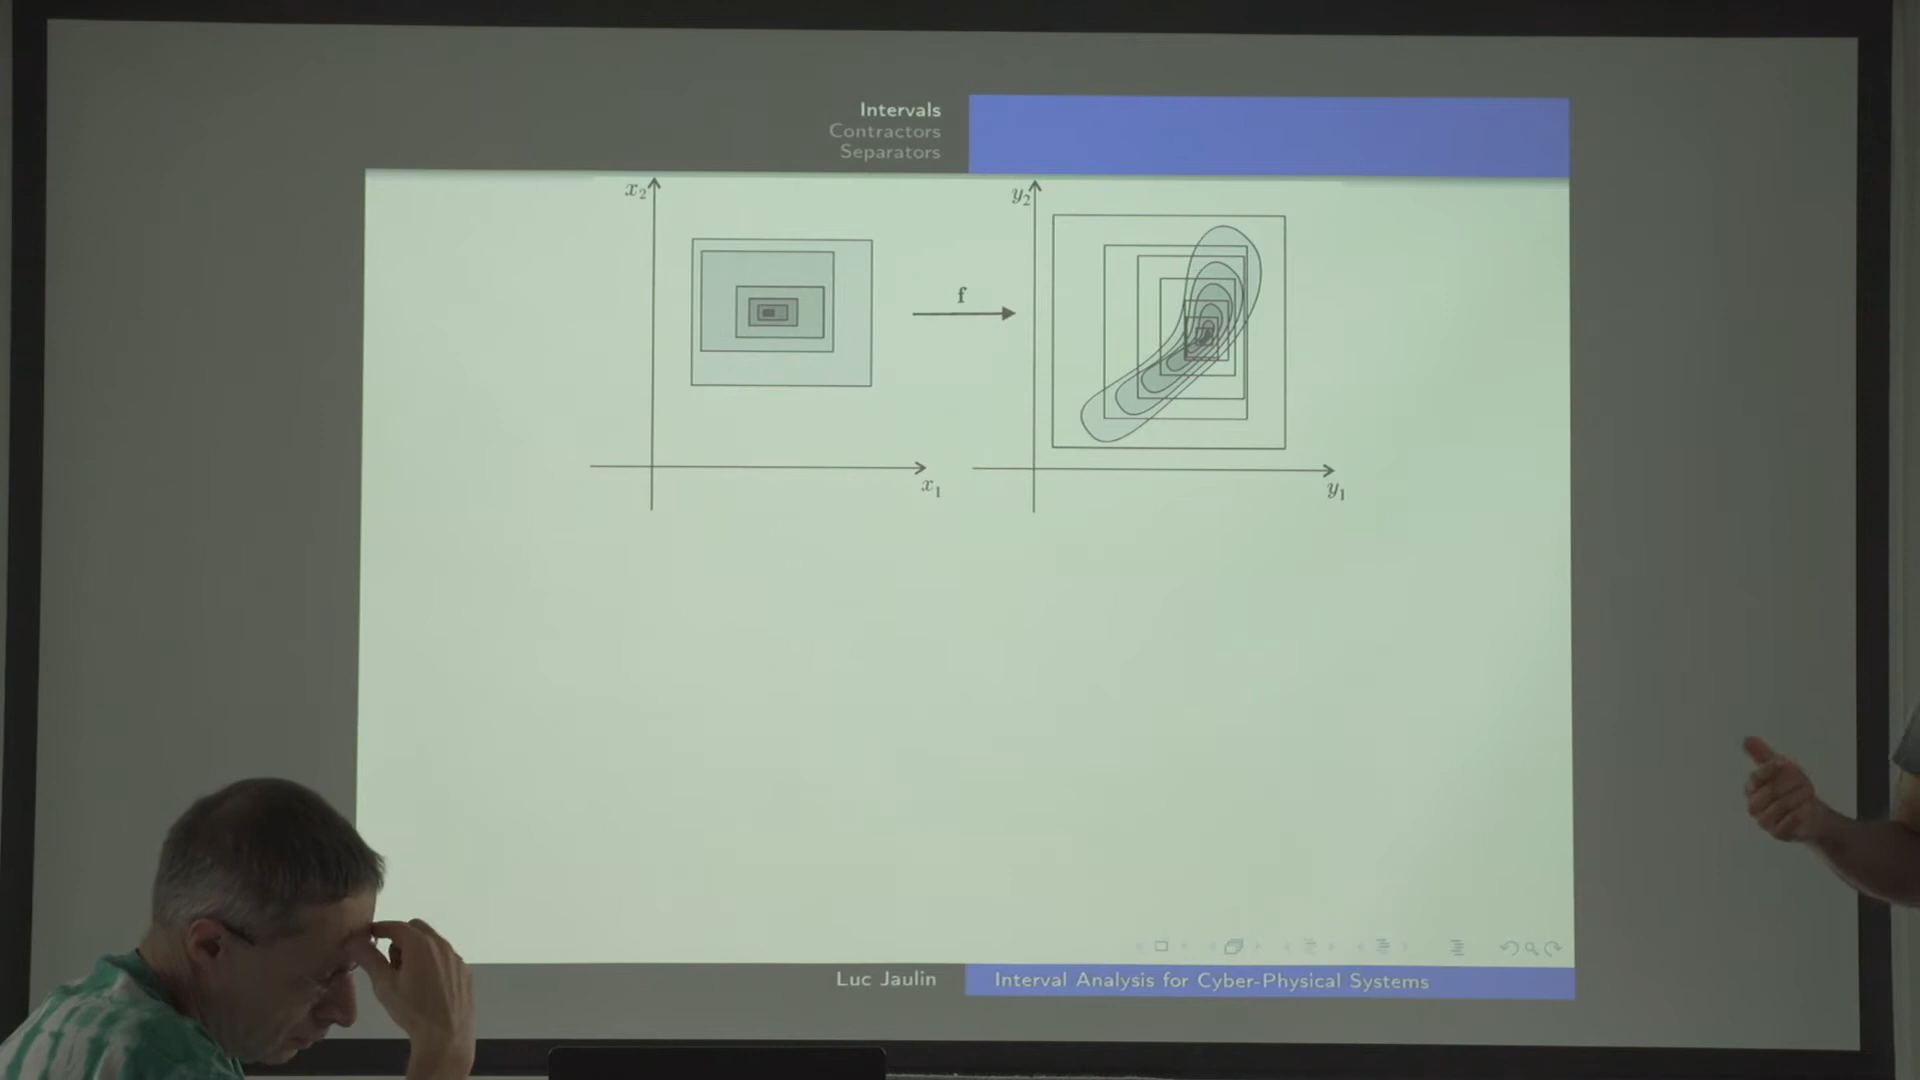 Intervals
Contractors
Separators
x₂
y₂
f
x₁
y₁
Luc Jaulin
Interval Analysis for Cyber-Physical Systems